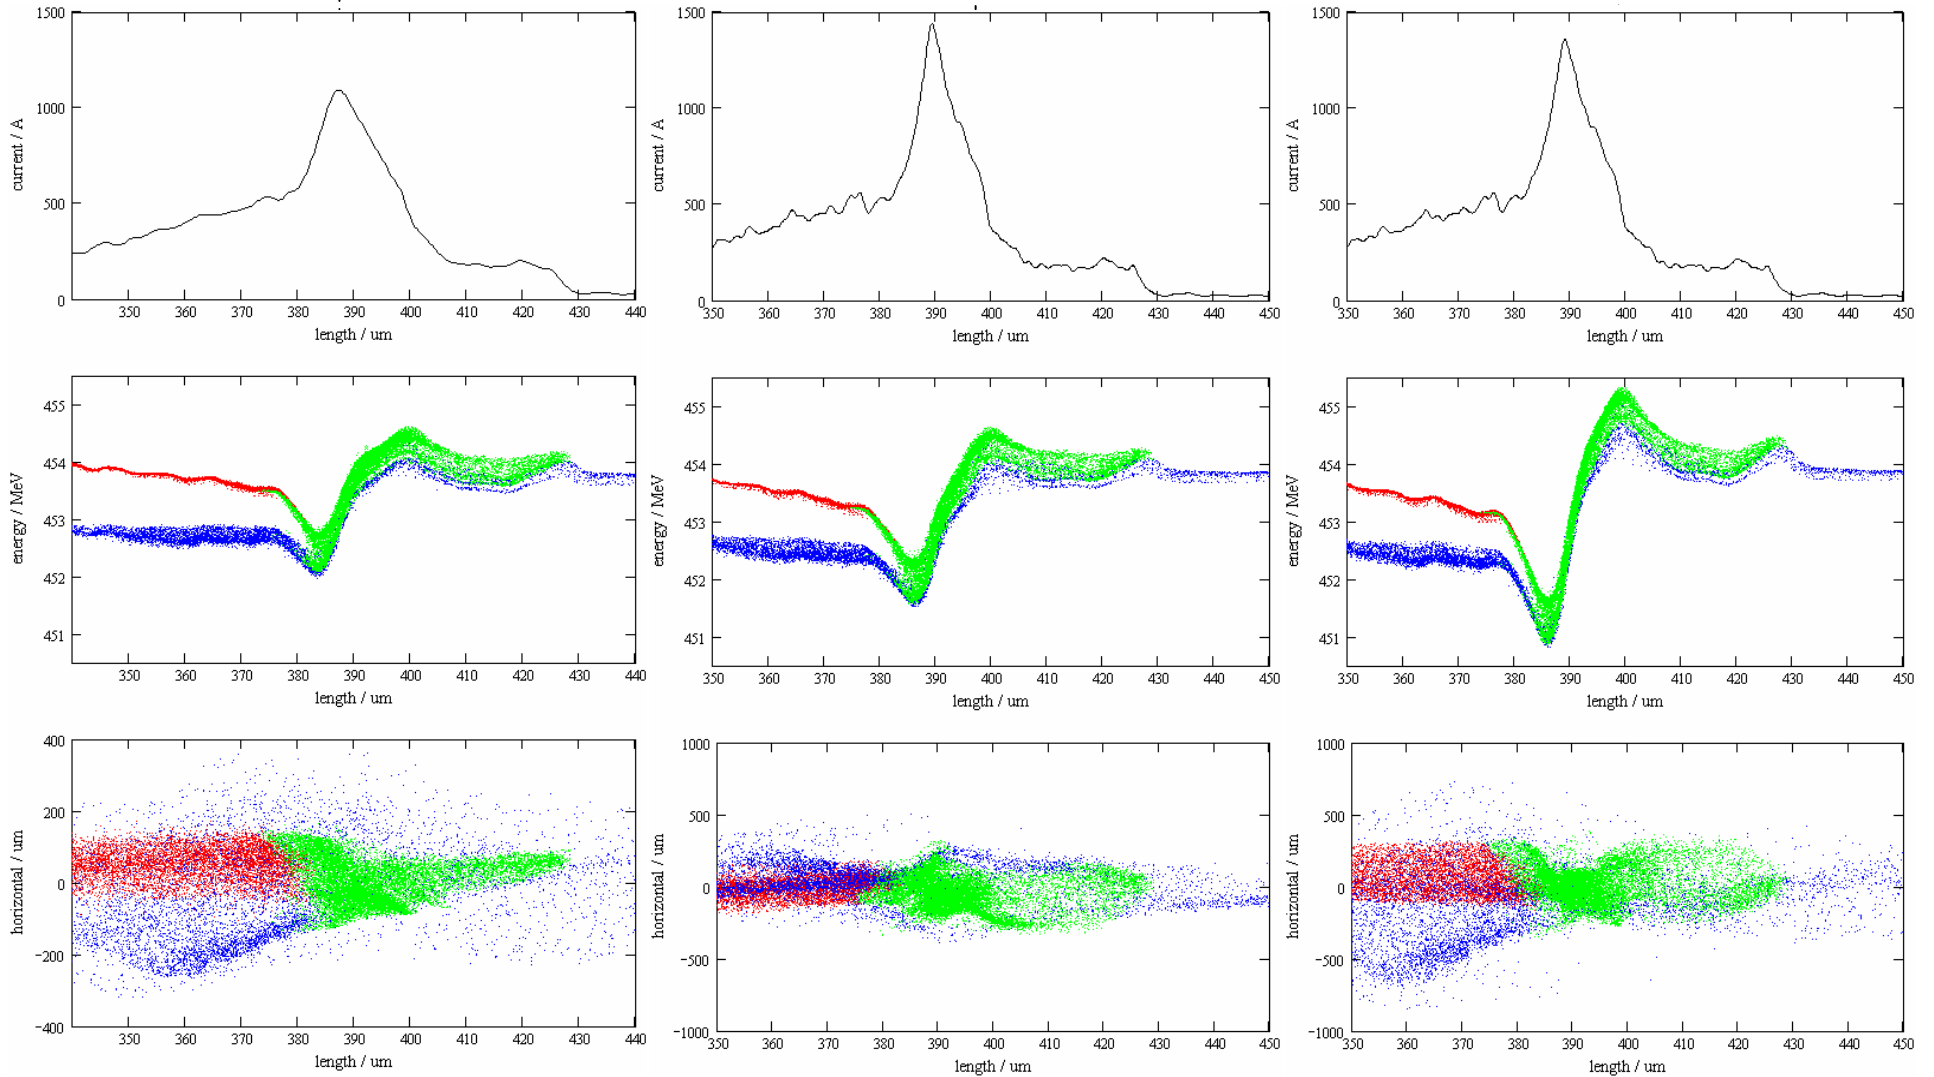 1500 1500 1500
current / A current / A current / A
1000 1000 1000
500 500 500
0 0 0
350 360 370 380 390 400 410 420 430 440 350 360 370 380 390 400 410 420 430 440 450 350 360 370 380 390 400 410 420 430 440 450
length / um length / um length / um
455 455 455
454 454 454
energy / MeV energy / MeV energy / MeV
453 453 453
452 452 452
451 451 451
350 360 370 380 390 400 410 420 430 440 350 360 370 380 390 400 410 420 430 440 450 350 360 370 380 390 400 410 420 430 440 450
length / um length / um length / um
400 1000 1000
200 500 500
horizontal / um horizontal / um horizontal / um
0 0 0
−200 −500 −500
−400 −1000 −1000
350 360 370 380 390 400 410 420 430 440 350 360 370 380 390 400 410 420 430 440 450 350 360 370 380 390 400 410 420 430 440 450
length / um length / um length / um